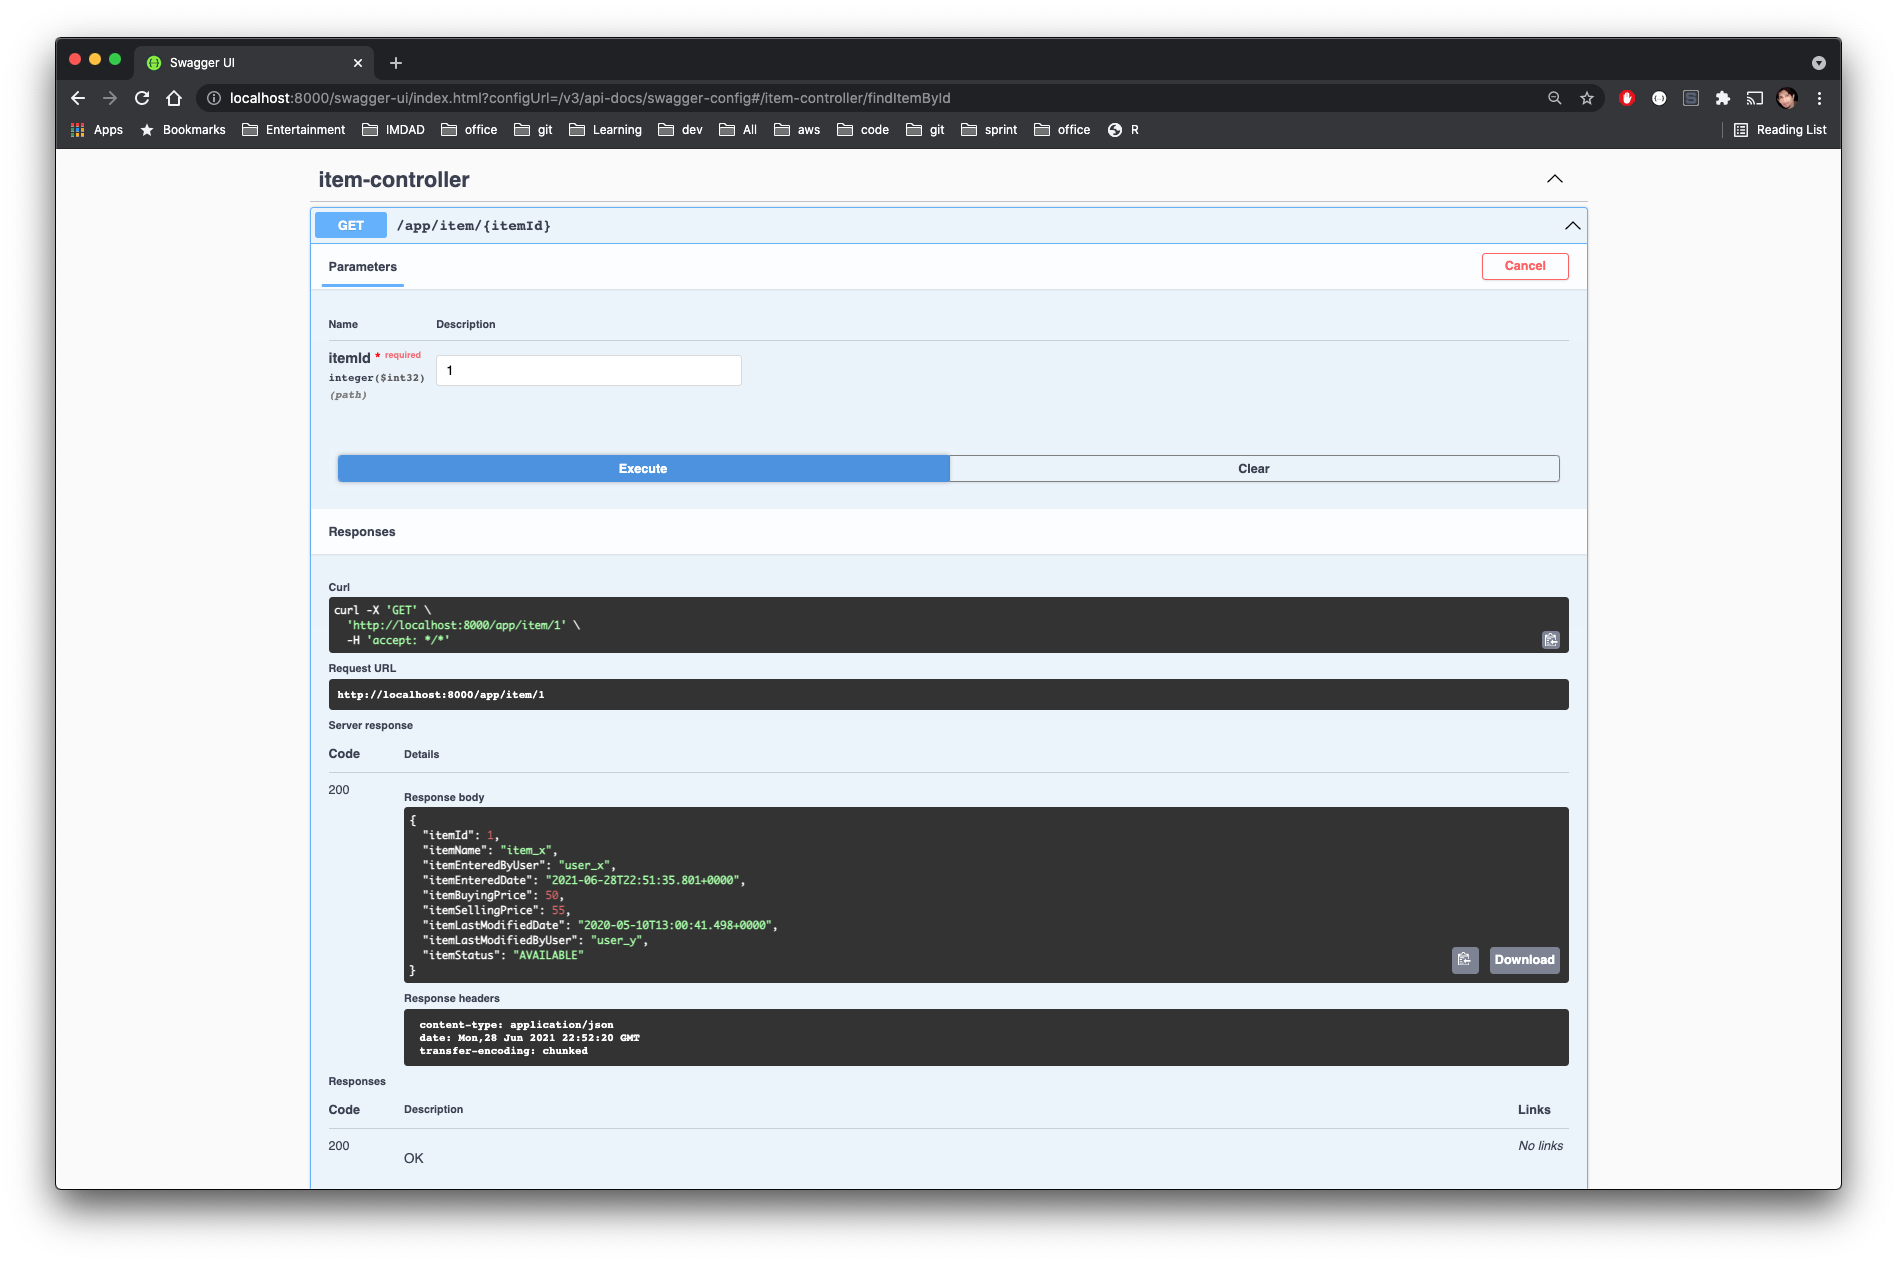 Swagger UI
localhost:8000/swagger-ui/index.html?configUrl=/v3/api-docs/swagger-config#/item-controller/findItemById
Apps Bookmarks Entertainment IMDAD office git Learning dev All aws code git sprint office R Reading List
item-controller
GET /app/item/{itemId}
Parameters Cancel
Name Description
itemId * required
integer($int32)
(path)
1
Execute Clear
Responses
Curl
curl -X 'GET' \
'http://localhost:8000/app/item/1' \
-H 'accept: */*'
Request URL
http://localhost:8000/app/item/1
Server response
Code Details
200
Response body
{
"itemId": 1,
"itemName": "item_x",
"itemEnteredByUser": "user_x",
"itemEnteredDate": "2021-06-28T22:51:35.801+0000",
"itemBuyingPrice": 50,
"itemSellingPrice": 55,
"itemLastModifiedDate": "2020-05-10T13:00:41.498+0000",
"itemLastModifiedByUser": "user_y",
"itemStatus": "AVAILABLE"
}
Download
Response headers
content-type: application/json
date: Mon,28 Jun 2021 22:52:20 GMT
transfer-encoding: chunked
Responses
Code Description Links
200 No links
OK